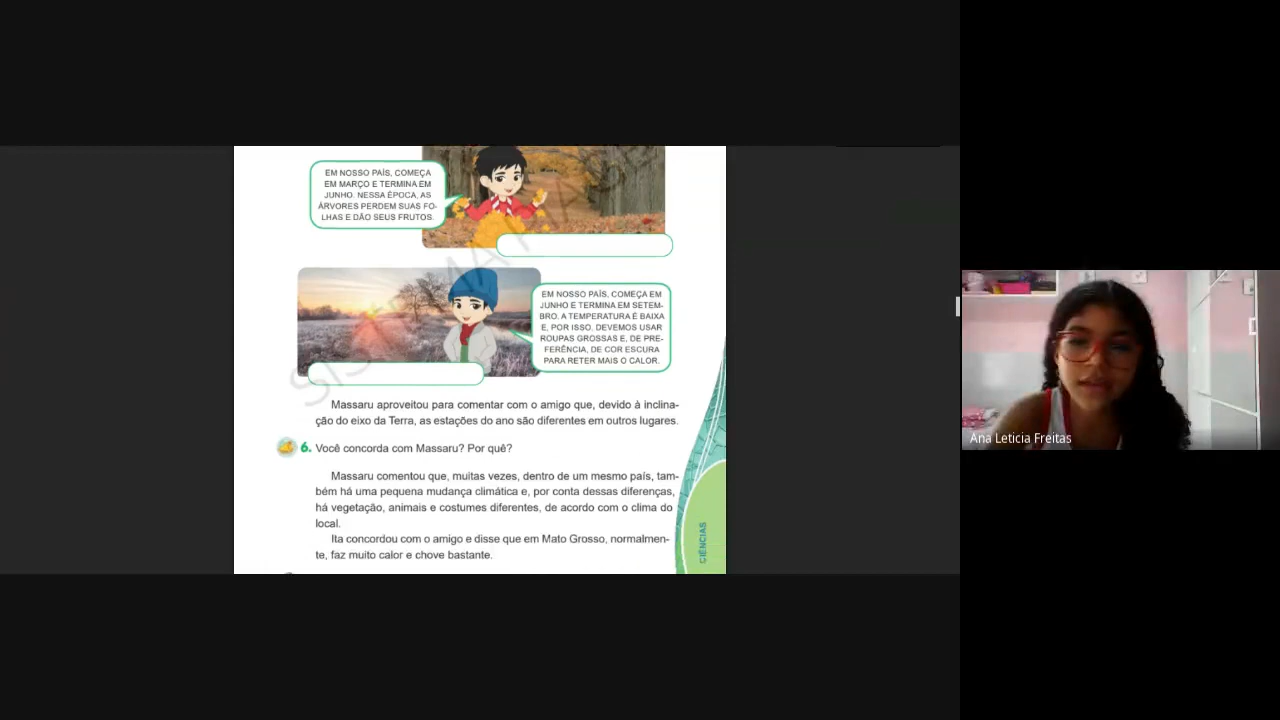 EM NOSSO PAÍS, COMEÇA
EM MARÇO E TERMINA EM
JUNHO. NESSA ÉPOCA, AS
ÁRVORES PERDEM SUAS FO-
LHAS E DÃO SEUS FRUTOS.
EM NOSSO PAÍS, COMEÇA EM
JUNHO E TERMINA EM SETEM-
BRO. A TEMPERATURA É BAIXA
E, POR ISSO, DEVEMOS USAR
ROUPAS GROSSAS E, DE PRE-
FERÊNCIA, DE COR ESCURA
PARA RETER MAIS O CALOR.
Massaru aproveitou para comentar com o amigo que, devido à inclina-
ção do eixo da Terra, as estações do ano são diferentes em outros lugares.
6. Você concorda com Massaru? Por quê?
Massaru comentou que, muitas vezes, dentro de um mesmo país, tam-
bém há uma pequena mudança climática e, por conta dessas diferenças,
há vegetação, animais e costumes diferentes, de acordo com o clima do
local.
Ita concordou com o amigo e disse que em Mato Grosso, normalmen-
te, faz muito calor e chove bastante.
CIÊNCIAS
Ana Leticia Freitas